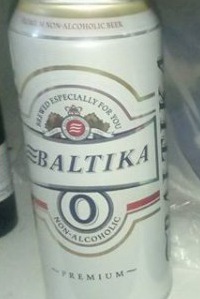 NON-ALCOHOLIC BEER
BREWED ESPECIALLY FOR YOU
BALTIKA
0
NON-ALCOHOLIC
PREMIUM